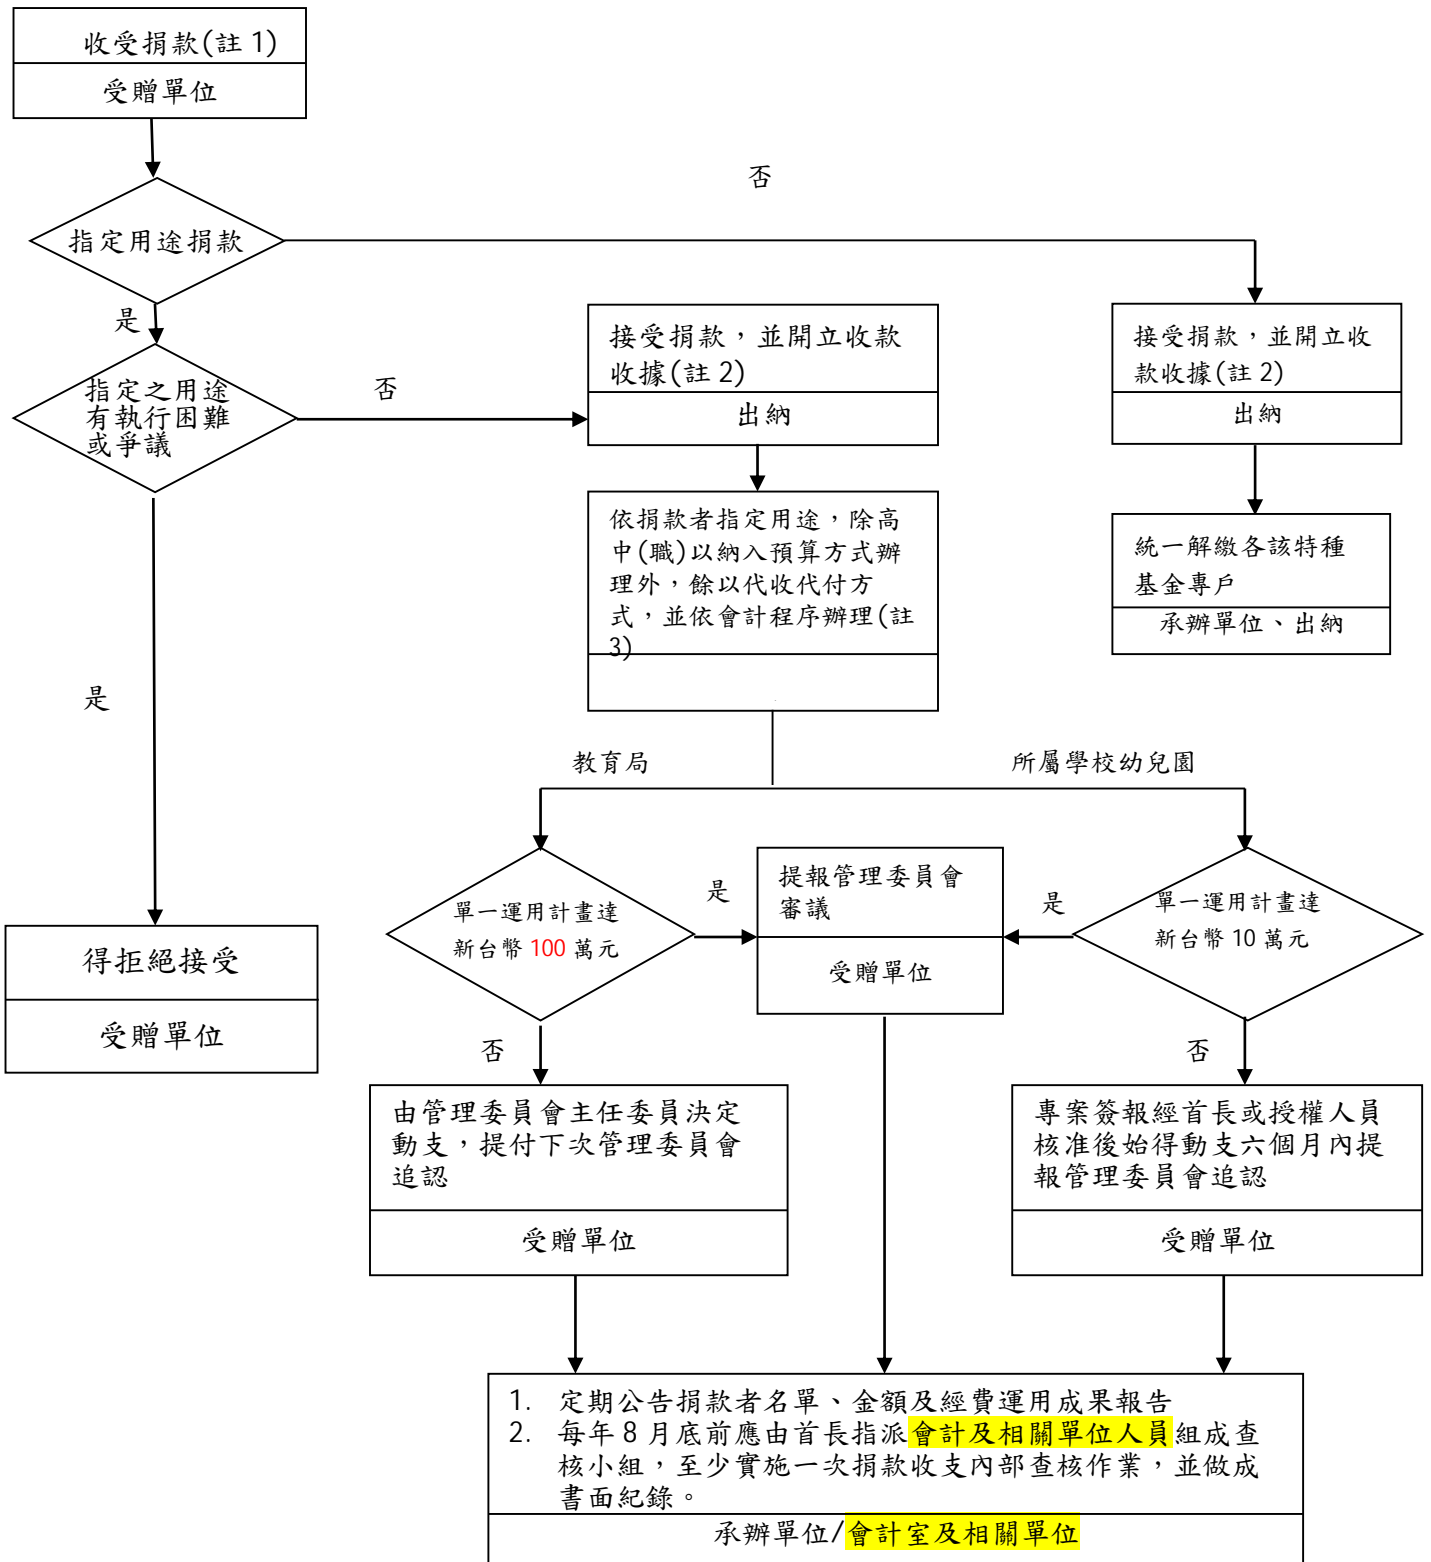 收受捐款(註 1)
受贈單位
否
指定用途捐款
是
指定之用途
有執行困難
或爭議
否
接受捐款，並開立收款
收據(註 2)
出納
接受捐款，並開立收
款收據(註 2)
出納
依捐款者指定用途，除高
中(職)以納入預算方式辦
理外，餘以代收代付方
式，並依會計程序辦理(註
3)
統一解繳各該特種
基金專戶
承辦單位、出納
是
教育局
所屬學校幼兒園
單一運用計畫達
新台幣 100 萬元
是
提報管理委員會
審議
受贈單位
是
單一運用計畫達
新台幣 10 萬元
得拒絕接受
受贈單位
否
否
由管理委員會主任委員決定
動支，提付下次管理委員會
追認
受贈單位
專案簽報經首長或授權人員
核准後始得動支六個月內提
報管理委員會追認
受贈單位
1. 定期公告捐款者名單、金額及經費運用成果報告
2. 每年 8 月底前應由首長指派會計及相關單位人員組成查
核小組，至少實施一次捐款收支內部查核作業，並做成
書面紀錄。
承辦單位/會計室及相關單位